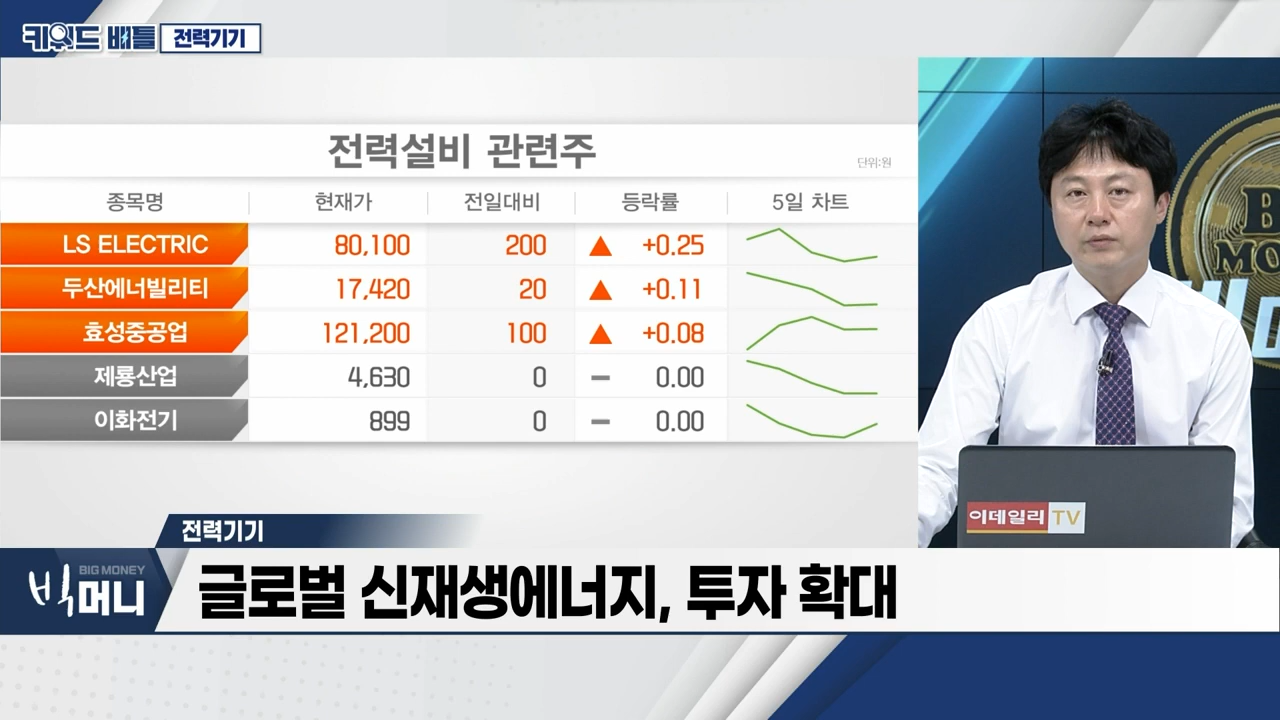 키워드 배틀 전력기기
전력설비 관련주
단위:원
종목명 현재가 전일대비 등락률 5일 차트
LS ELECTRIC 80,100 200 ▲ +0.25
두산에너빌리티 17,420 20 ▲ +0.11
효성중공업 121,200 100 ▲ +0.08
제룡산업 4,630 0 – 0.00
이화전기 899 0 – 0.00
이데일리 TV
전력기기
BIG MONEY
빅머니
글로벌 신재생에너지, 투자 확대